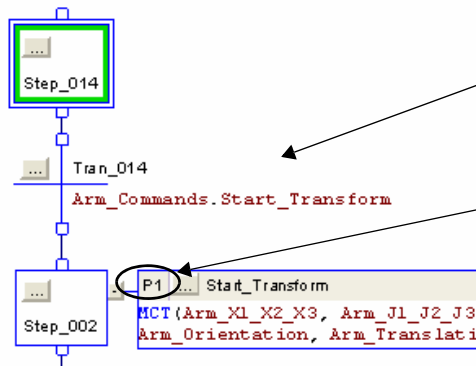 ...
Step_014
... Tran_014
Arm_Commands.Start_Transform
P1 ... Start_Transform
...
MCT(Arm_X1_X2_X3, Arm_J1_J2_J3
Step_002
Arm_Orientation, Arm_Translati